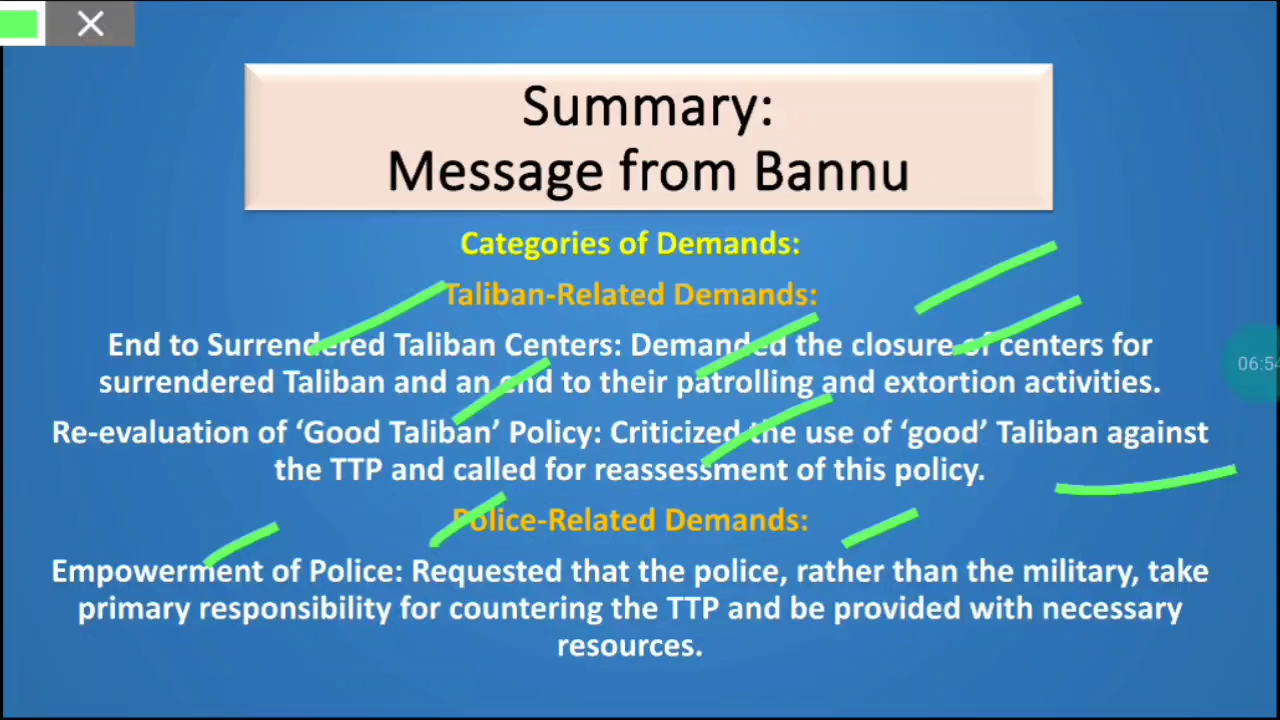 Summary:
Message from Bannu
Categories of Demands:
Taliban-Related Demands:
End to Surrendered Taliban Centers: Demanded the closure of centers for
surrendered Taliban and an end to their patrolling and extortion activities.
Re-evaluation of ‘Good Taliban’ Policy: Criticized the use of ‘good’ Taliban against
the TTP and called for reassessment of this policy.
Police-Related Demands:
Empowerment of Police: Requested that the police, rather than the military, take
primary responsibility for countering the TTP and be provided with necessary
resources.
06:54